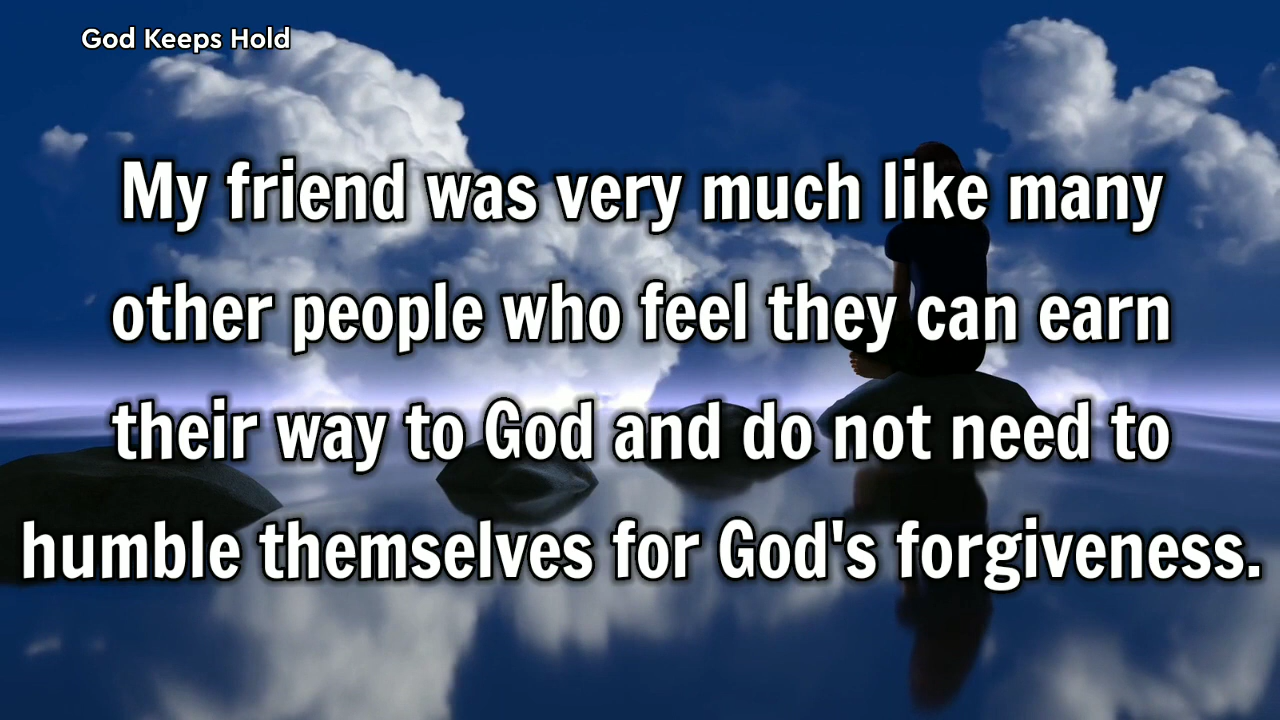 God Keeps Hold
My friend was very much like many
other people who feel they can earn
their way to God and do not need to
humble themselves for God's forgiveness.